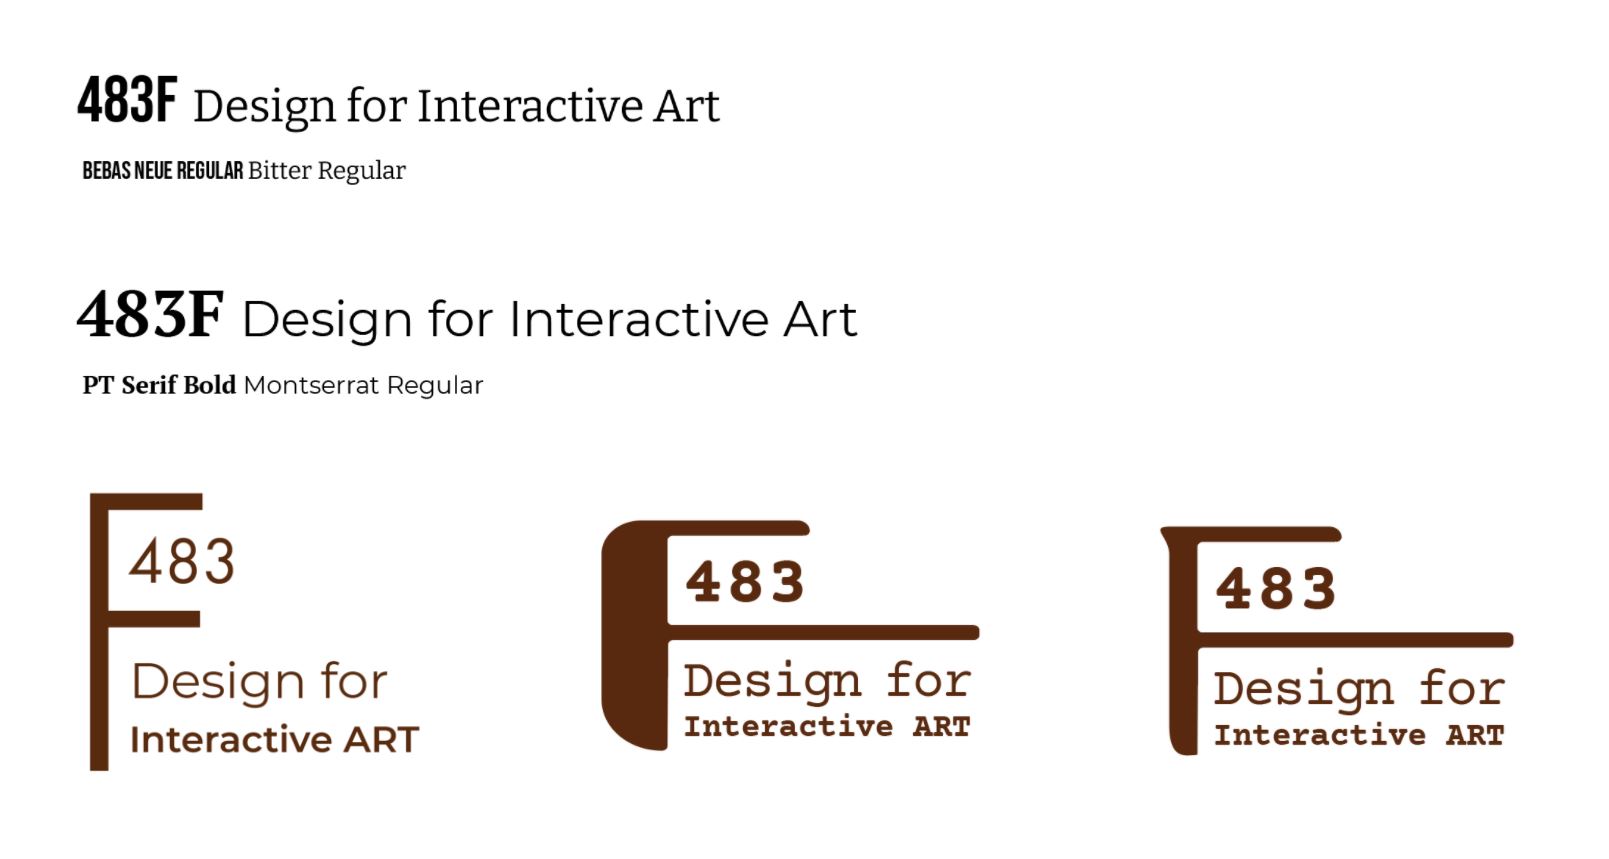 483F Design for Interactive Art
BEBAS NEUE REGULAR Bitter Regular
483F Design for Interactive Art
PT Serif Bold Montserrat Regular
F
483
Design for
Interactive ART
F
483
Design for
Interactive ART
F
483
Design for
Interactive ART